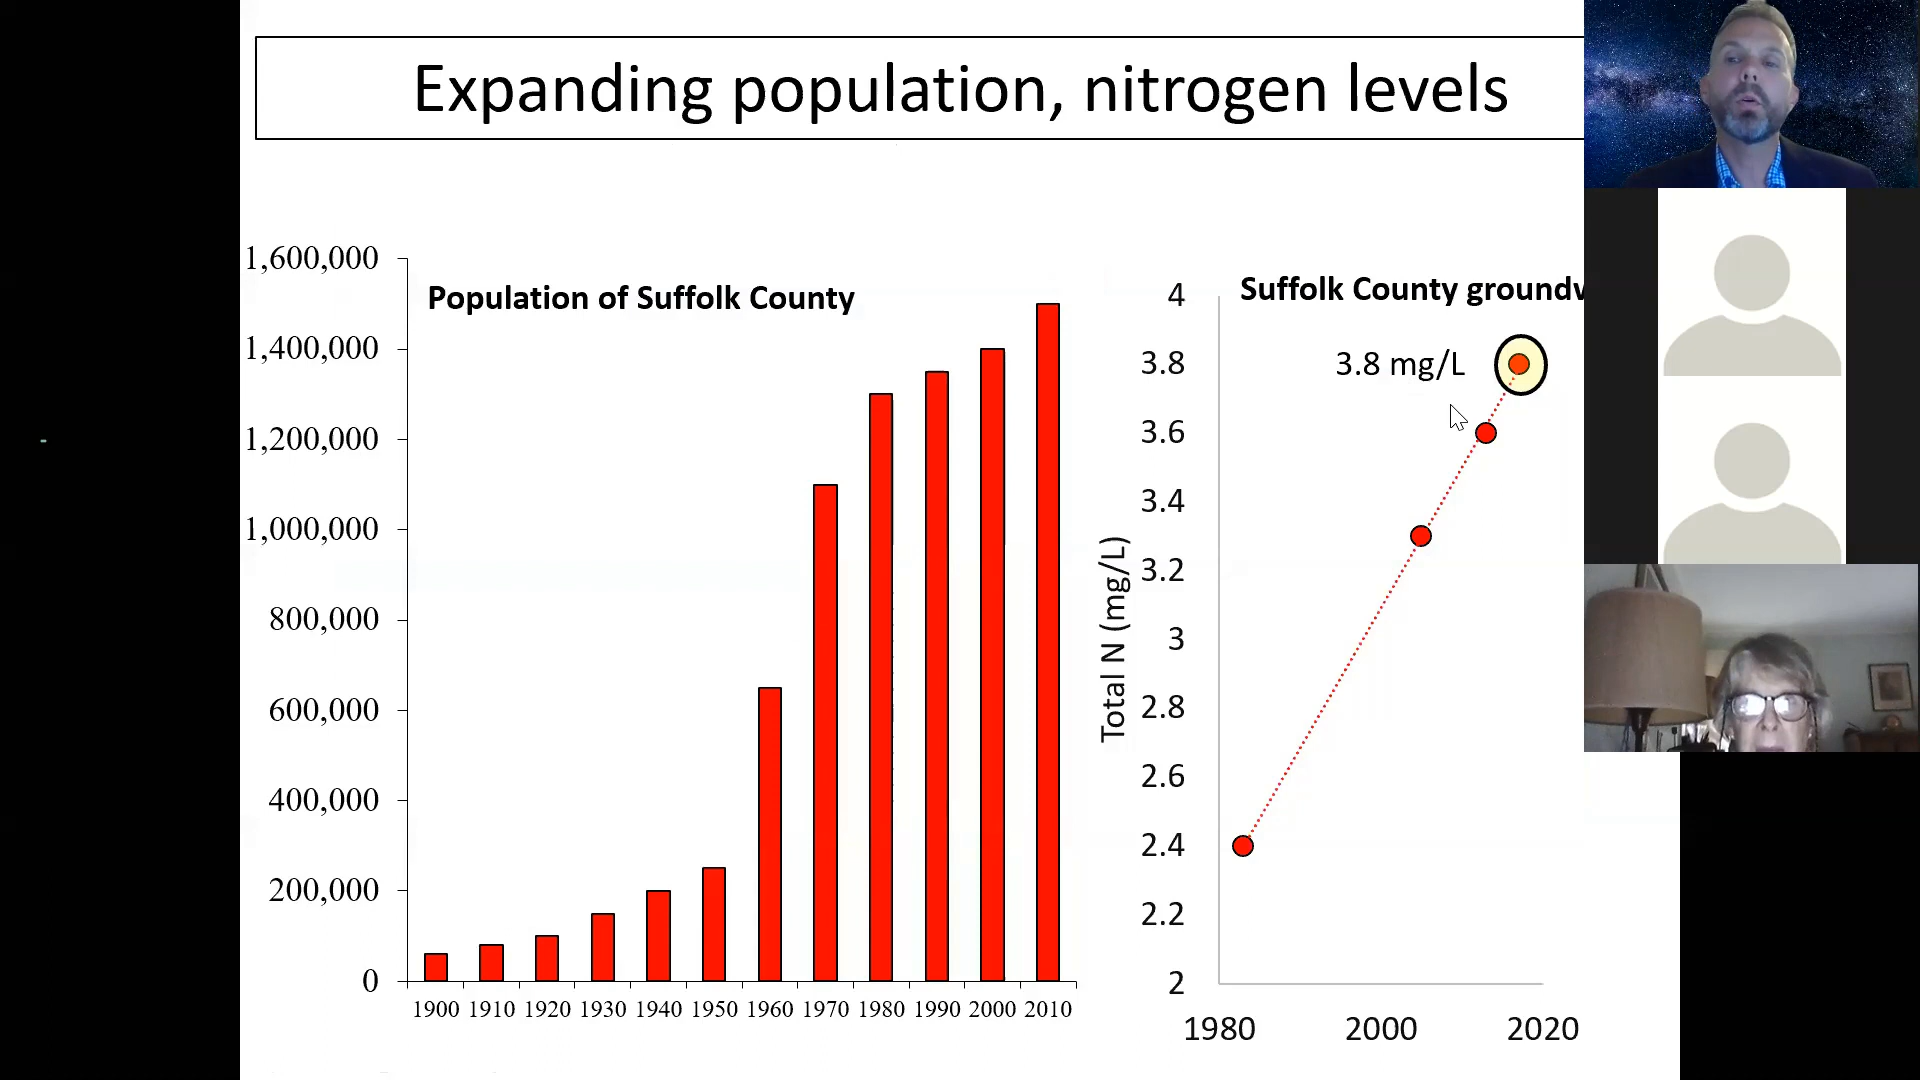 Expanding population, nitrogen levels
Population of Suffolk County
1,600,000
1,400,000
1,200,000
1,000,000
800,000
600,000
400,000
200,000
0
1900 1910 1920 1930 1940 1950 1960 1970 1980 1990 2000 2010
Suffolk County groundw
3.8 mg/L
Total N (mg/L)
4
3.8
3.6
3.4
3.2
3
2.8
2.6
2.4
2.2
2
1980 2000 2020